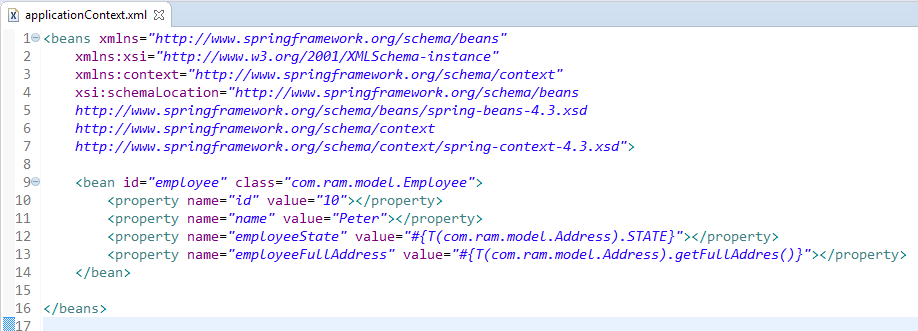 applicationContext.xml
1 <beans xmlns="http://www.springframework.org/schema/beans"
2     xmlns:xsi="http://www.w3.org/2001/XMLSchema-instance"
3     xmlns:context="http://www.springframework.org/schema/context"
4     xsi:schemaLocation="http://www.springframework.org/schema/beans
5     http://www.springframework.org/schema/beans/spring-beans-4.3.xsd
6     http://www.springframework.org/schema/context
7     http://www.springframework.org/schema/context/spring-context-4.3.xsd">
8
9     <bean id="employee" class="com.ram.model.Employee">
10         <property name="id" value="10"></property>
11         <property name="name" value="Peter"></property>
12         <property name="employeeState" value="#{T(com.ram.model.Address).STATE}"></property>
13         <property name="employeeFullAddress" value="#{T(com.ram.model.Address).getFullAddres()}"></property>
14     </bean>
15
16 </beans>
17